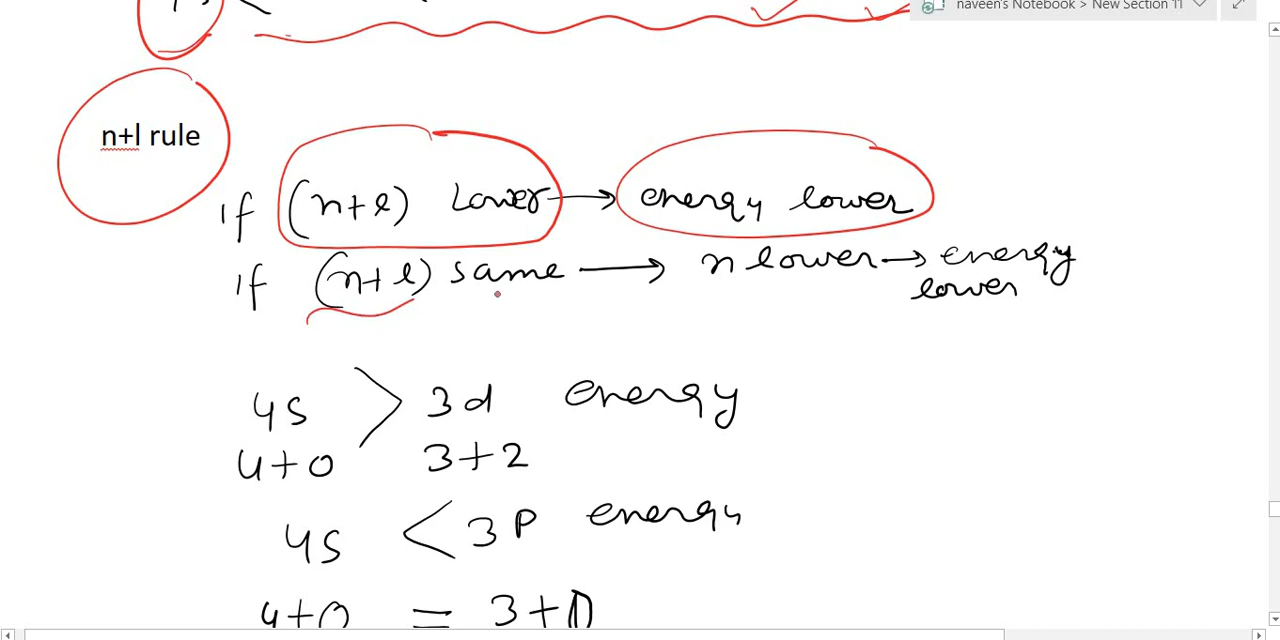 naveen's Notebook > New Section 11
n+l rule
If (n+l) Lower → energy lower
If (n+l) same → n lower → energy
lower
4s > 3d energy
4+0 3+2
4s < 3p energy
4+0 = 3+1